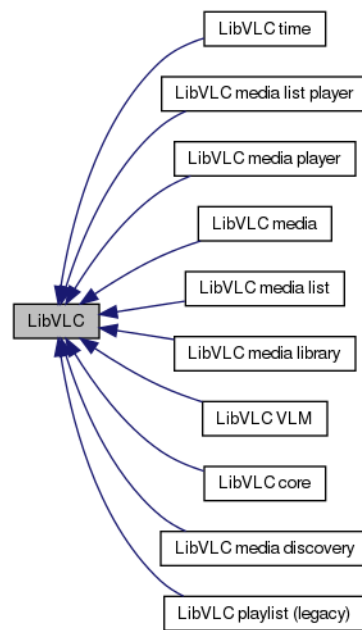 LibVLC time
LibVLC media list player
LibVLC media player
LibVLC media
LibVLC media list
LibVLC
LibVLC media library
LibVLC VLM
LibVLC core
LibVLC media discovery
LibVLC playlist (legacy)